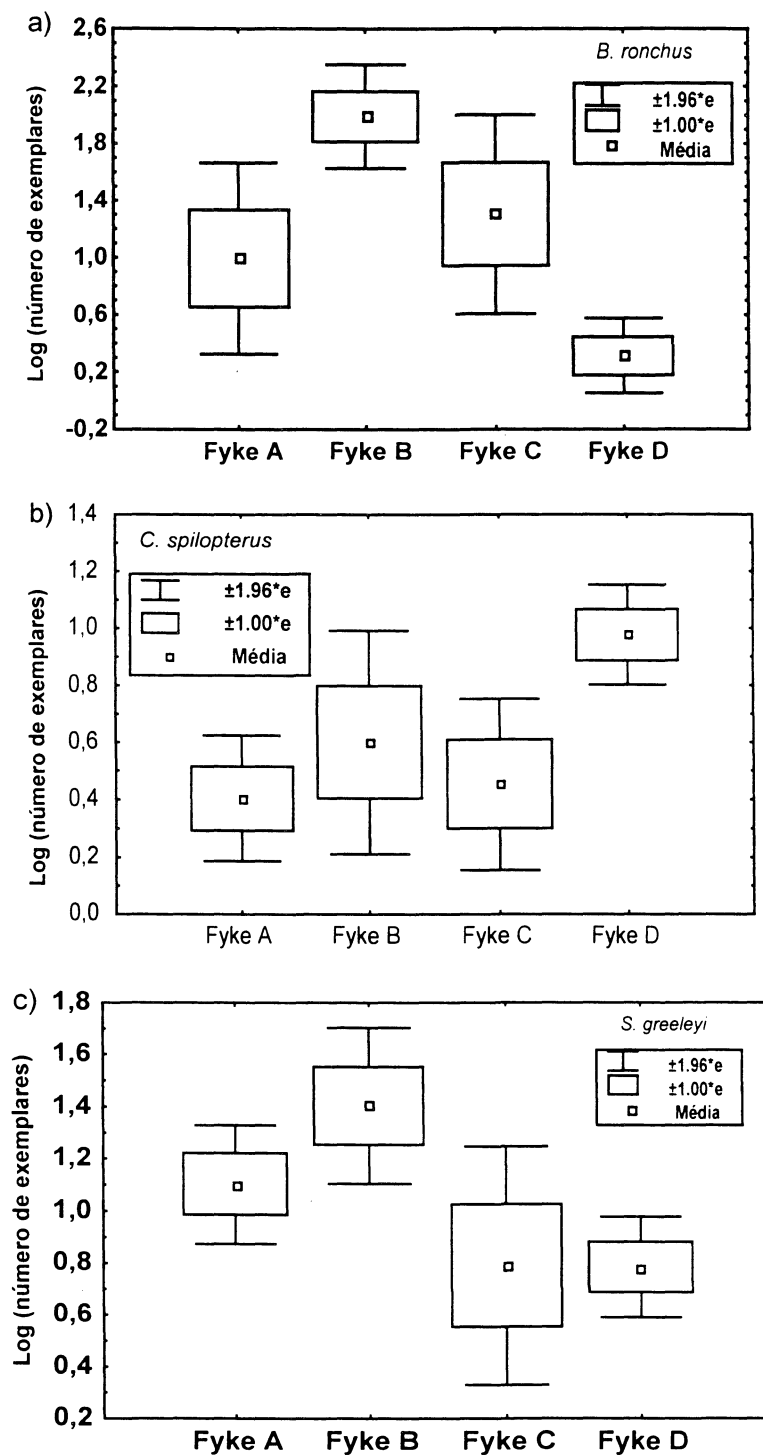 a)
2,6
2,2
1,8
1,4
1,0
0,6
0,2
-0,2
Log (número de exemplares)
B. ronchus
±1.96*e
±1.00*e
Média
Fyke A Fyke B Fyke C Fyke D
b)
1,4
1,2
1,0
0,8
0,6
0,4
0,2
0,0
Log (número de exemplares)
C. spilopterus
±1.96*e
±1.00*e
Média
Fyke A Fyke B Fyke C Fyke D
c)
1,8
1,6
1,4
1,2
1,0
0,8
0,6
0,4
0,2
Log (número de exemplares)
S. greeleyi
±1.96*e
±1.00*e
Média
Fyke A Fyke B Fyke C Fyke D